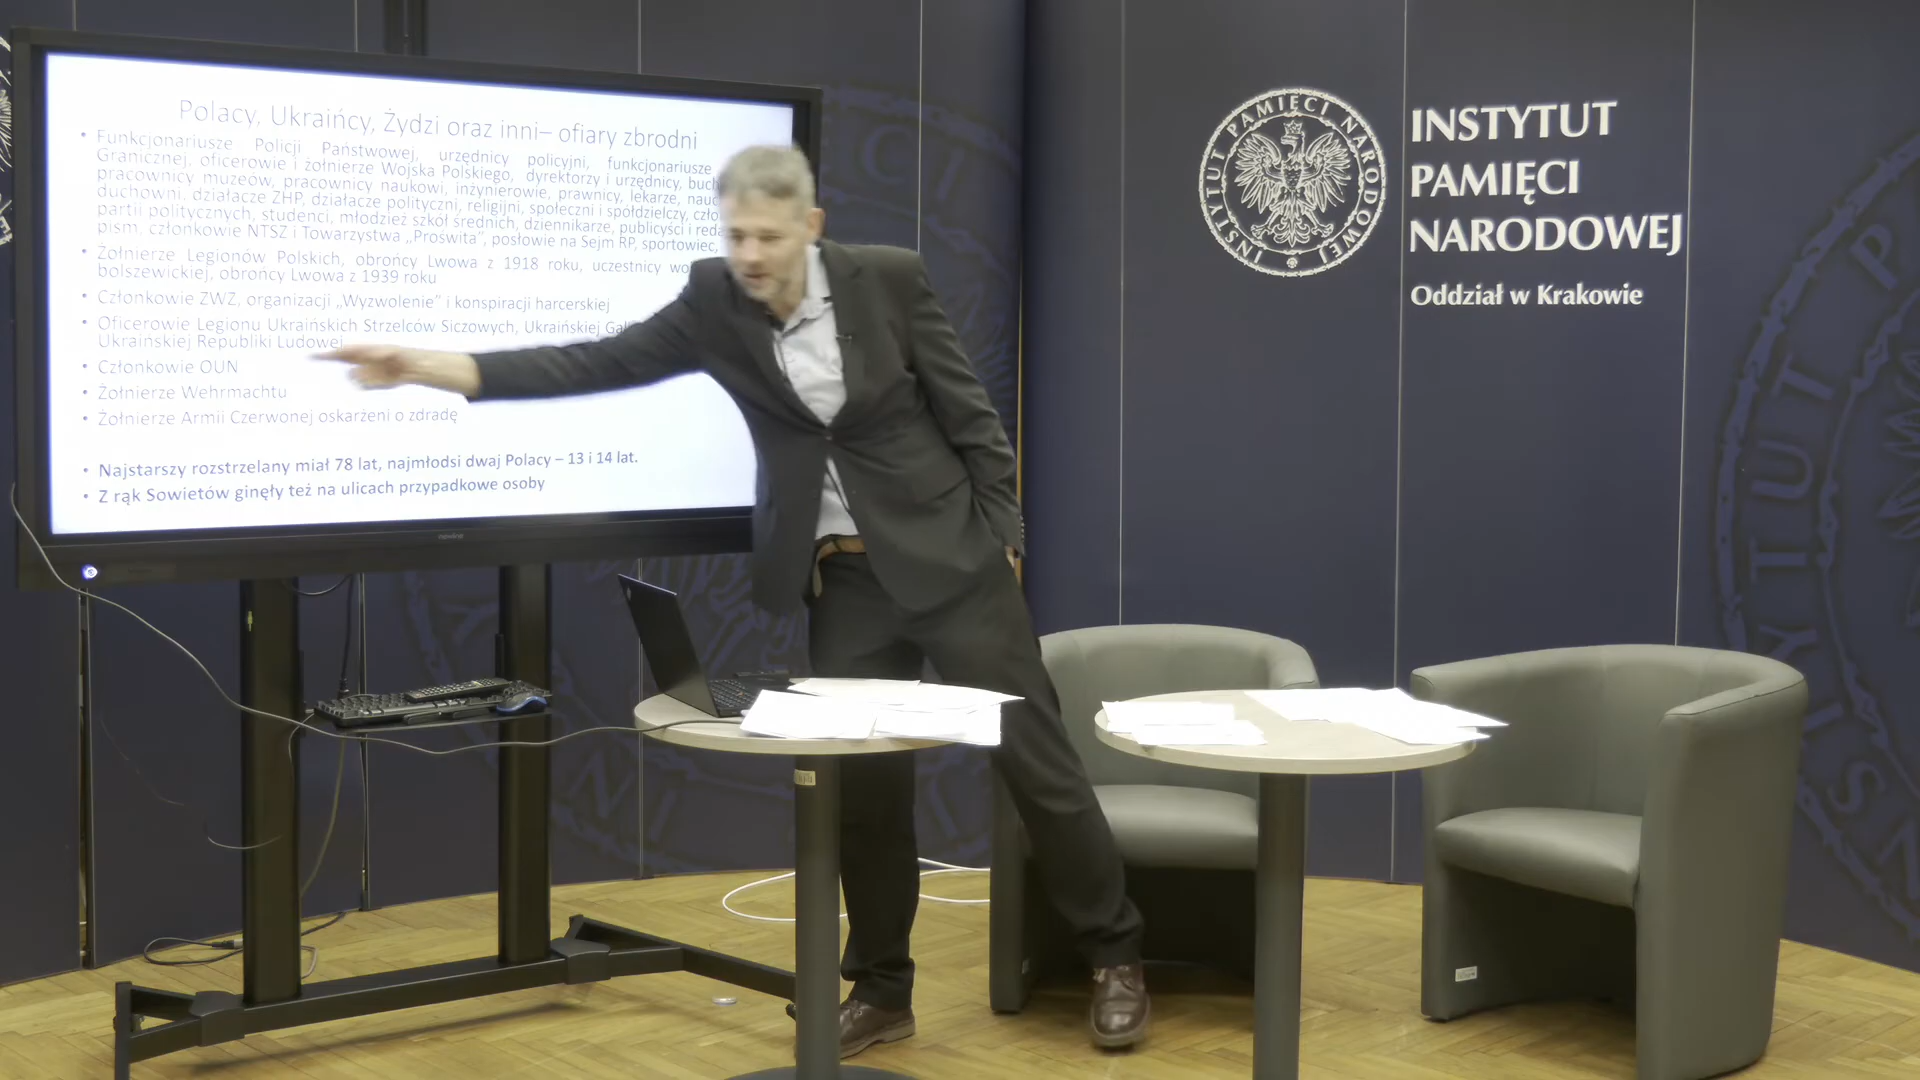 Polacy, Ukraińcy, Żydzi oraz inni– ofiary zbrodni
• Funkcjonariusze Policji Państwowej, urzędnicy policyjni, funkcjonariusze
Granicznej, oficerowie i żołnierze Wojska Polskiego, dyrektorzy i urzędnicy,
pracownicy muzeów, pracownicy naukowi, inżynierowie, prawnicy, lekarze,
duchowni, działacze ZHP, działacze polityczni, religijni, społeczni i spółdzielczy,
partii politycznych, studenci, młodzież szkół średnich, dziennikarze, publicyści i
pism, członkowie NTSZ i Towarzystwa „Proswita”, posłowie na Sejm RP, sportowiec,
• Żołnierze Legionów Polskich, obrońcy Lwowa z 1918 roku, uczestnicy
bolszewickiej, obrońcy Lwowa z 1939 roku
• Członkowie ZWZ, organizacji „Wyzwolenie” i konspiracji harcerskiej
• Oficerowie Legionu Ukraińskich Strzelców Siczowych, Ukraińskiej
Ukraińskiej Republiki Ludowej
• Członkowie OUN
• Żołnierze Wehrmachtu
• Żołnierze Armii Czerwonej oskarżeni o zdradę
• Najstarszy rozstrzelany miał 78 lat, najmłodsi dwaj Polacy – 13 i 14 lat.
• Z rąk Sowietów ginęły też na ulicach przypadkowe osoby
newline
INSTYTUT PAMIĘCI NARODOWEJ
INSTYTUT
PAMIĘCI
NARODOWEJ
Oddział w Krakowie